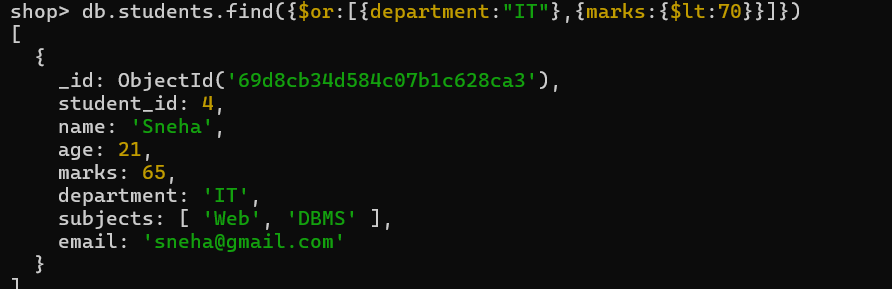 shop> db.students.find({$or:[{department:"IT"},{marks:{$lt:70}}]})
[
  {
    _id: ObjectId('69d8cb34d584c07b1c628ca3'),
    student_id: 4,
    name: 'Sneha',
    age: 21,
    marks: 65,
    department: 'IT',
    subjects: [ 'Web', 'DBMS' ],
    email: 'sneha@gmail.com'
  }
]